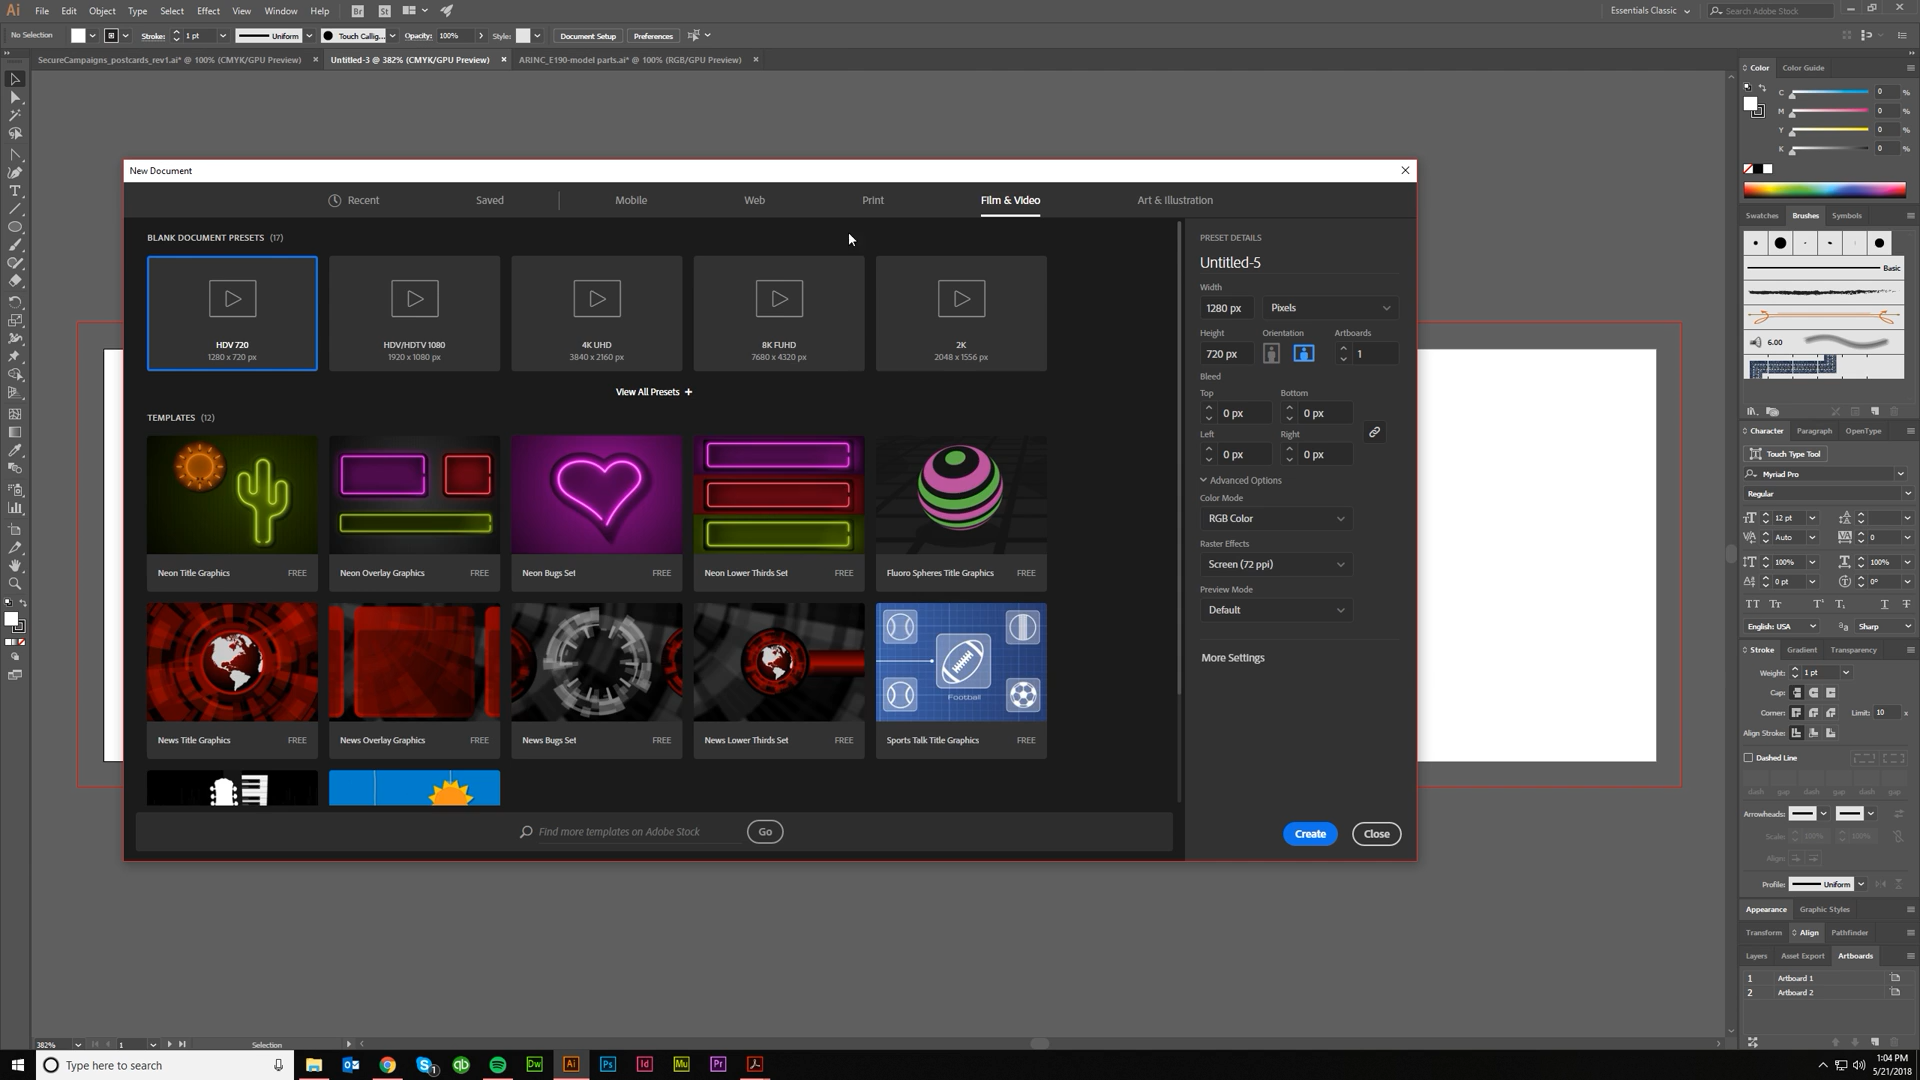 Ai File Edit Object Type Select Effect View Window Help Br St Essentials Classic Search Adobe Stock
No Selection Stroke: 1 pt Uniform Touch Callig... Opacity: 100% Style: Document Setup Preferences
SecureCampaigns_postcards_rev1.ai* @ 100% (CMYK/GPU Preview) × Untitled-3 @ 382% (CMYK/GPU Preview) × ARINC_E190-model parts.ai* @ 100% (RGB/GPU Preview) ×
New Document
Recent Saved Mobile Web Print Film & Video Art & Illustration
BLANK DOCUMENT PRESETS (17)
HDV 720
1280 x 720 px
HDV/HDTV 1080
1920 x 1080 px
4K UHD
3840 x 2160 px
8K FUHD
7680 x 4320 px
2K
2048 x 1556 px
View All Presets +
TEMPLATES (12)
Neon Title Graphics FREE
Neon Overlay Graphics FREE
Neon Bugs Set FREE
Neon Lower Thirds Set FREE
Fluoro Spheres Title Graphics FREE
Football
News Title Graphics FREE
News Overlay Graphics FREE
News Bugs Set FREE
News Lower Thirds Set FREE
Sports Talk Title Graphics FREE
Find more templates on Adobe Stock Go
PRESET DETAILS
Untitled-5
Width
1280 px Pixels
Height Orientation Artboards
720 px 1
Bleed
Top Bottom
0 px 0 px
Left Right
0 px 0 px
Advanced Options
Color Mode
RGB Color
Raster Effects
Screen (72 ppi)
Preview Mode
Default
More Settings
Create Close
Color Color Guide
C 0 %
M 0 %
Y 0 %
K 0 %
Swatches Brushes Symbols
Basic
6.00
Character Paragraph OpenType
Touch Type Tool
Myriad Pro
Regular
12 pt
Auto 0
100% 100%
0 pt 0°
English: USA Sharp
Stroke Gradient Transparency
Weight: 1 pt
Cap:
Corner: Limit: 10 x
Align Stroke:
Dashed Line
dash gap dash gap dash gap
Arrowheads:
Scale: 100% 100%
Align:
Profile: Uniform
Appearance Graphic Styles
Transform Align Pathfinder
Layers Asset Export Artboards
1 Artboard 1
2 Artboard 2
382% 1 Selection
Type here to search Dw Ai Ps Id Mu Pr
1:04 PM
5/21/2018